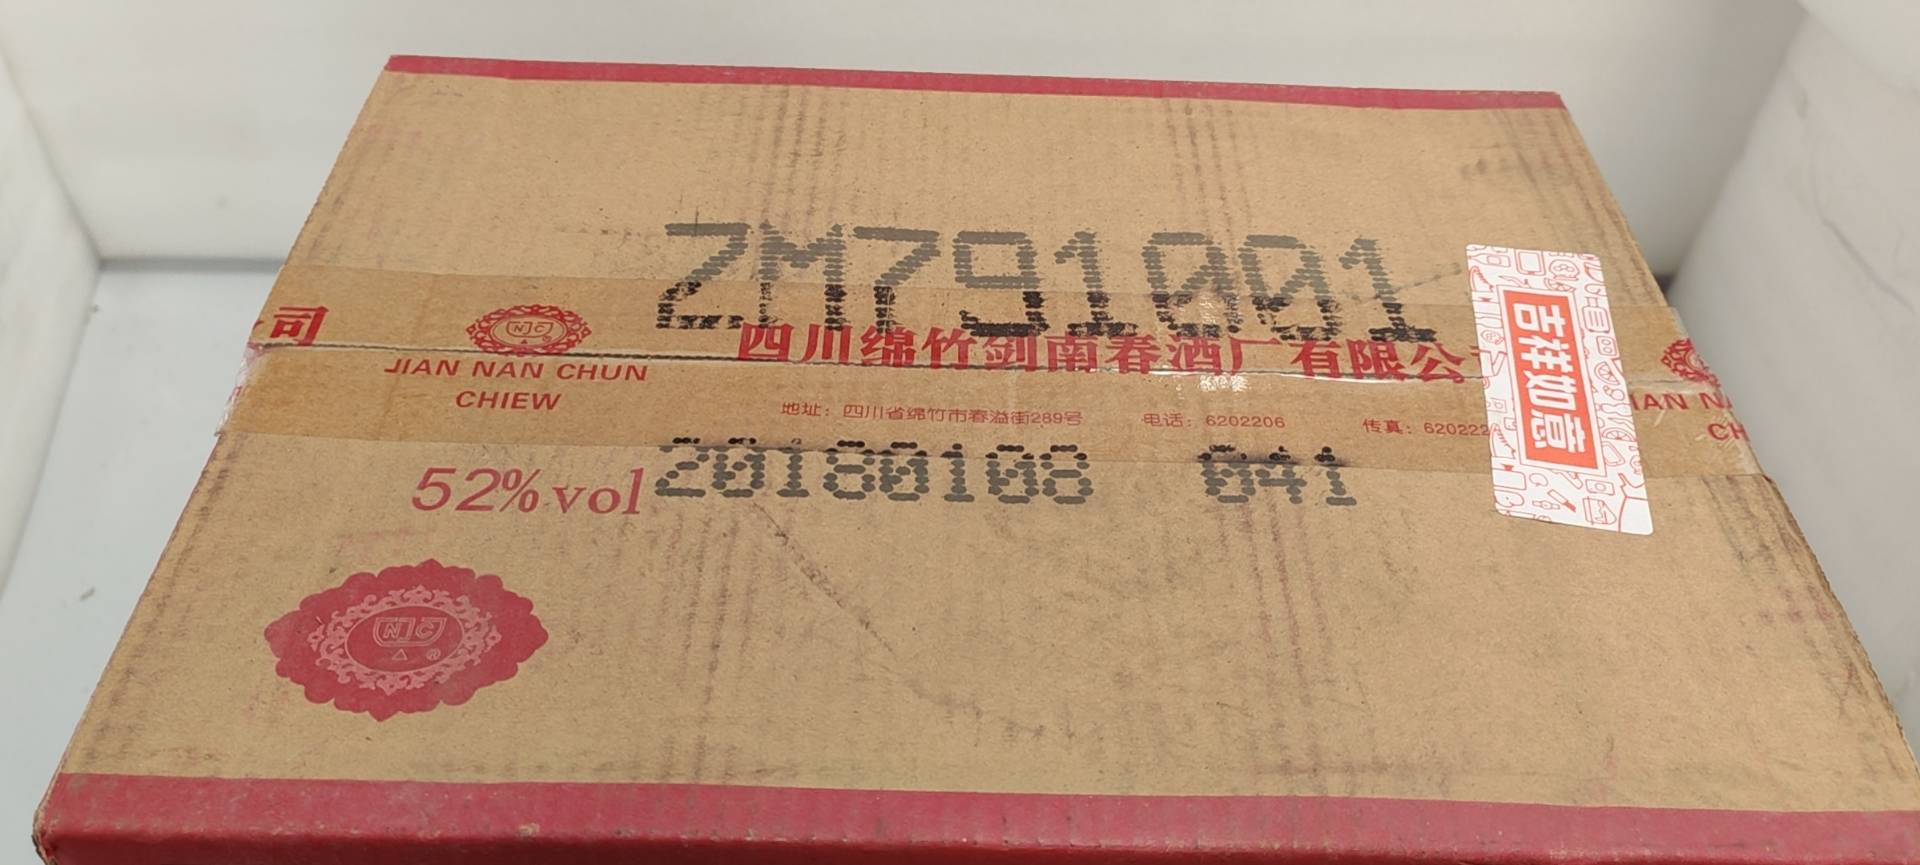 ZM791001
司
JIAN NAN CHUN
CHIEW
四川绵竹剑南春酒厂有限公
地址：四川省绵竹市春溢街289号
电话：6202206
传真：620222
吉祥如意
IAN NA
CH
52%vol
20180108 041
NJC